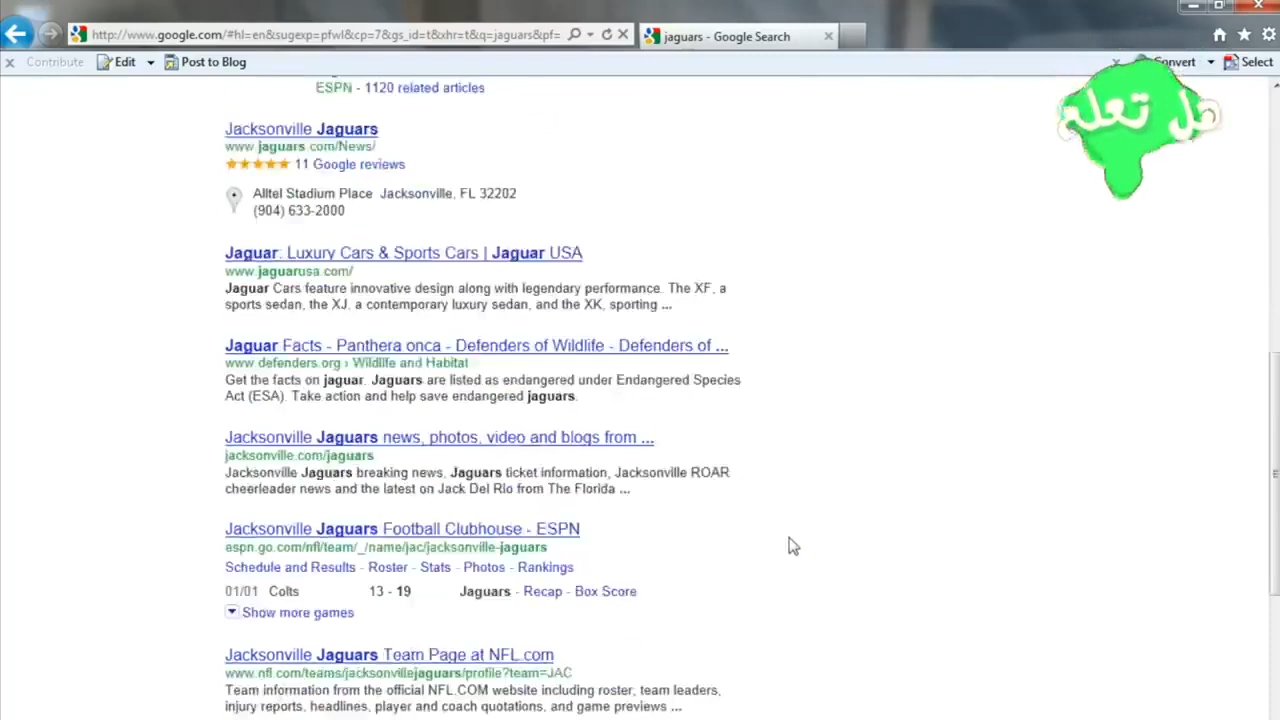 http://www.google.com/#hl=en&sugexp=pfwl&cp=7&gs_id=t&xhr=t&q=jaguars&pf=
jaguars - Google Search
Contribute Edit Post to Blog Convert Select
هل تعلم
ESPN - 1120 related articles
Jacksonville Jaguars
www.jaguars.com/News/
11 Google reviews
Alltel Stadium Place Jacksonville, FL 32202
(904) 633-2000
Jaguar: Luxury Cars & Sports Cars | Jaguar USA
www.jaguarusa.com/
Jaguar Cars feature innovative design along with legendary performance. The XF, a
sports sedan, the XJ, a contemporary luxury sedan, and the XK, sporting ...
Jaguar Facts - Panthera onca - Defenders of Wildlife - Defenders of ...
www.defenders.org › Wildlife and Habitat
Get the facts on jaguar. Jaguars are listed as endangered under Endangered Species
Act (ESA). Take action and help save endangered jaguars.
Jacksonville Jaguars news, photos, video and blogs from ...
jacksonville.com/jaguars
Jacksonville Jaguars breaking news, Jaguars ticket information, Jacksonville ROAR
cheerleader news and the latest on Jack Del Rio from The Florida ...
Jacksonville Jaguars Football Clubhouse - ESPN
espn.go.com/nfl/team/_/name/jac/jacksonville-jaguars
Schedule and Results - Roster - Stats - Photos - Rankings
01/01 Colts 13 - 19 Jaguars - Recap - Box Score
Show more games
Jacksonville Jaguars Team Page at NFL.com
www.nfl.com/teams/jacksonvillejaguars/profile?team=JAC
Team information from the official NFL.COM website including roster, team leaders,
injury reports, headlines, player and coach quotations, and game previews ...